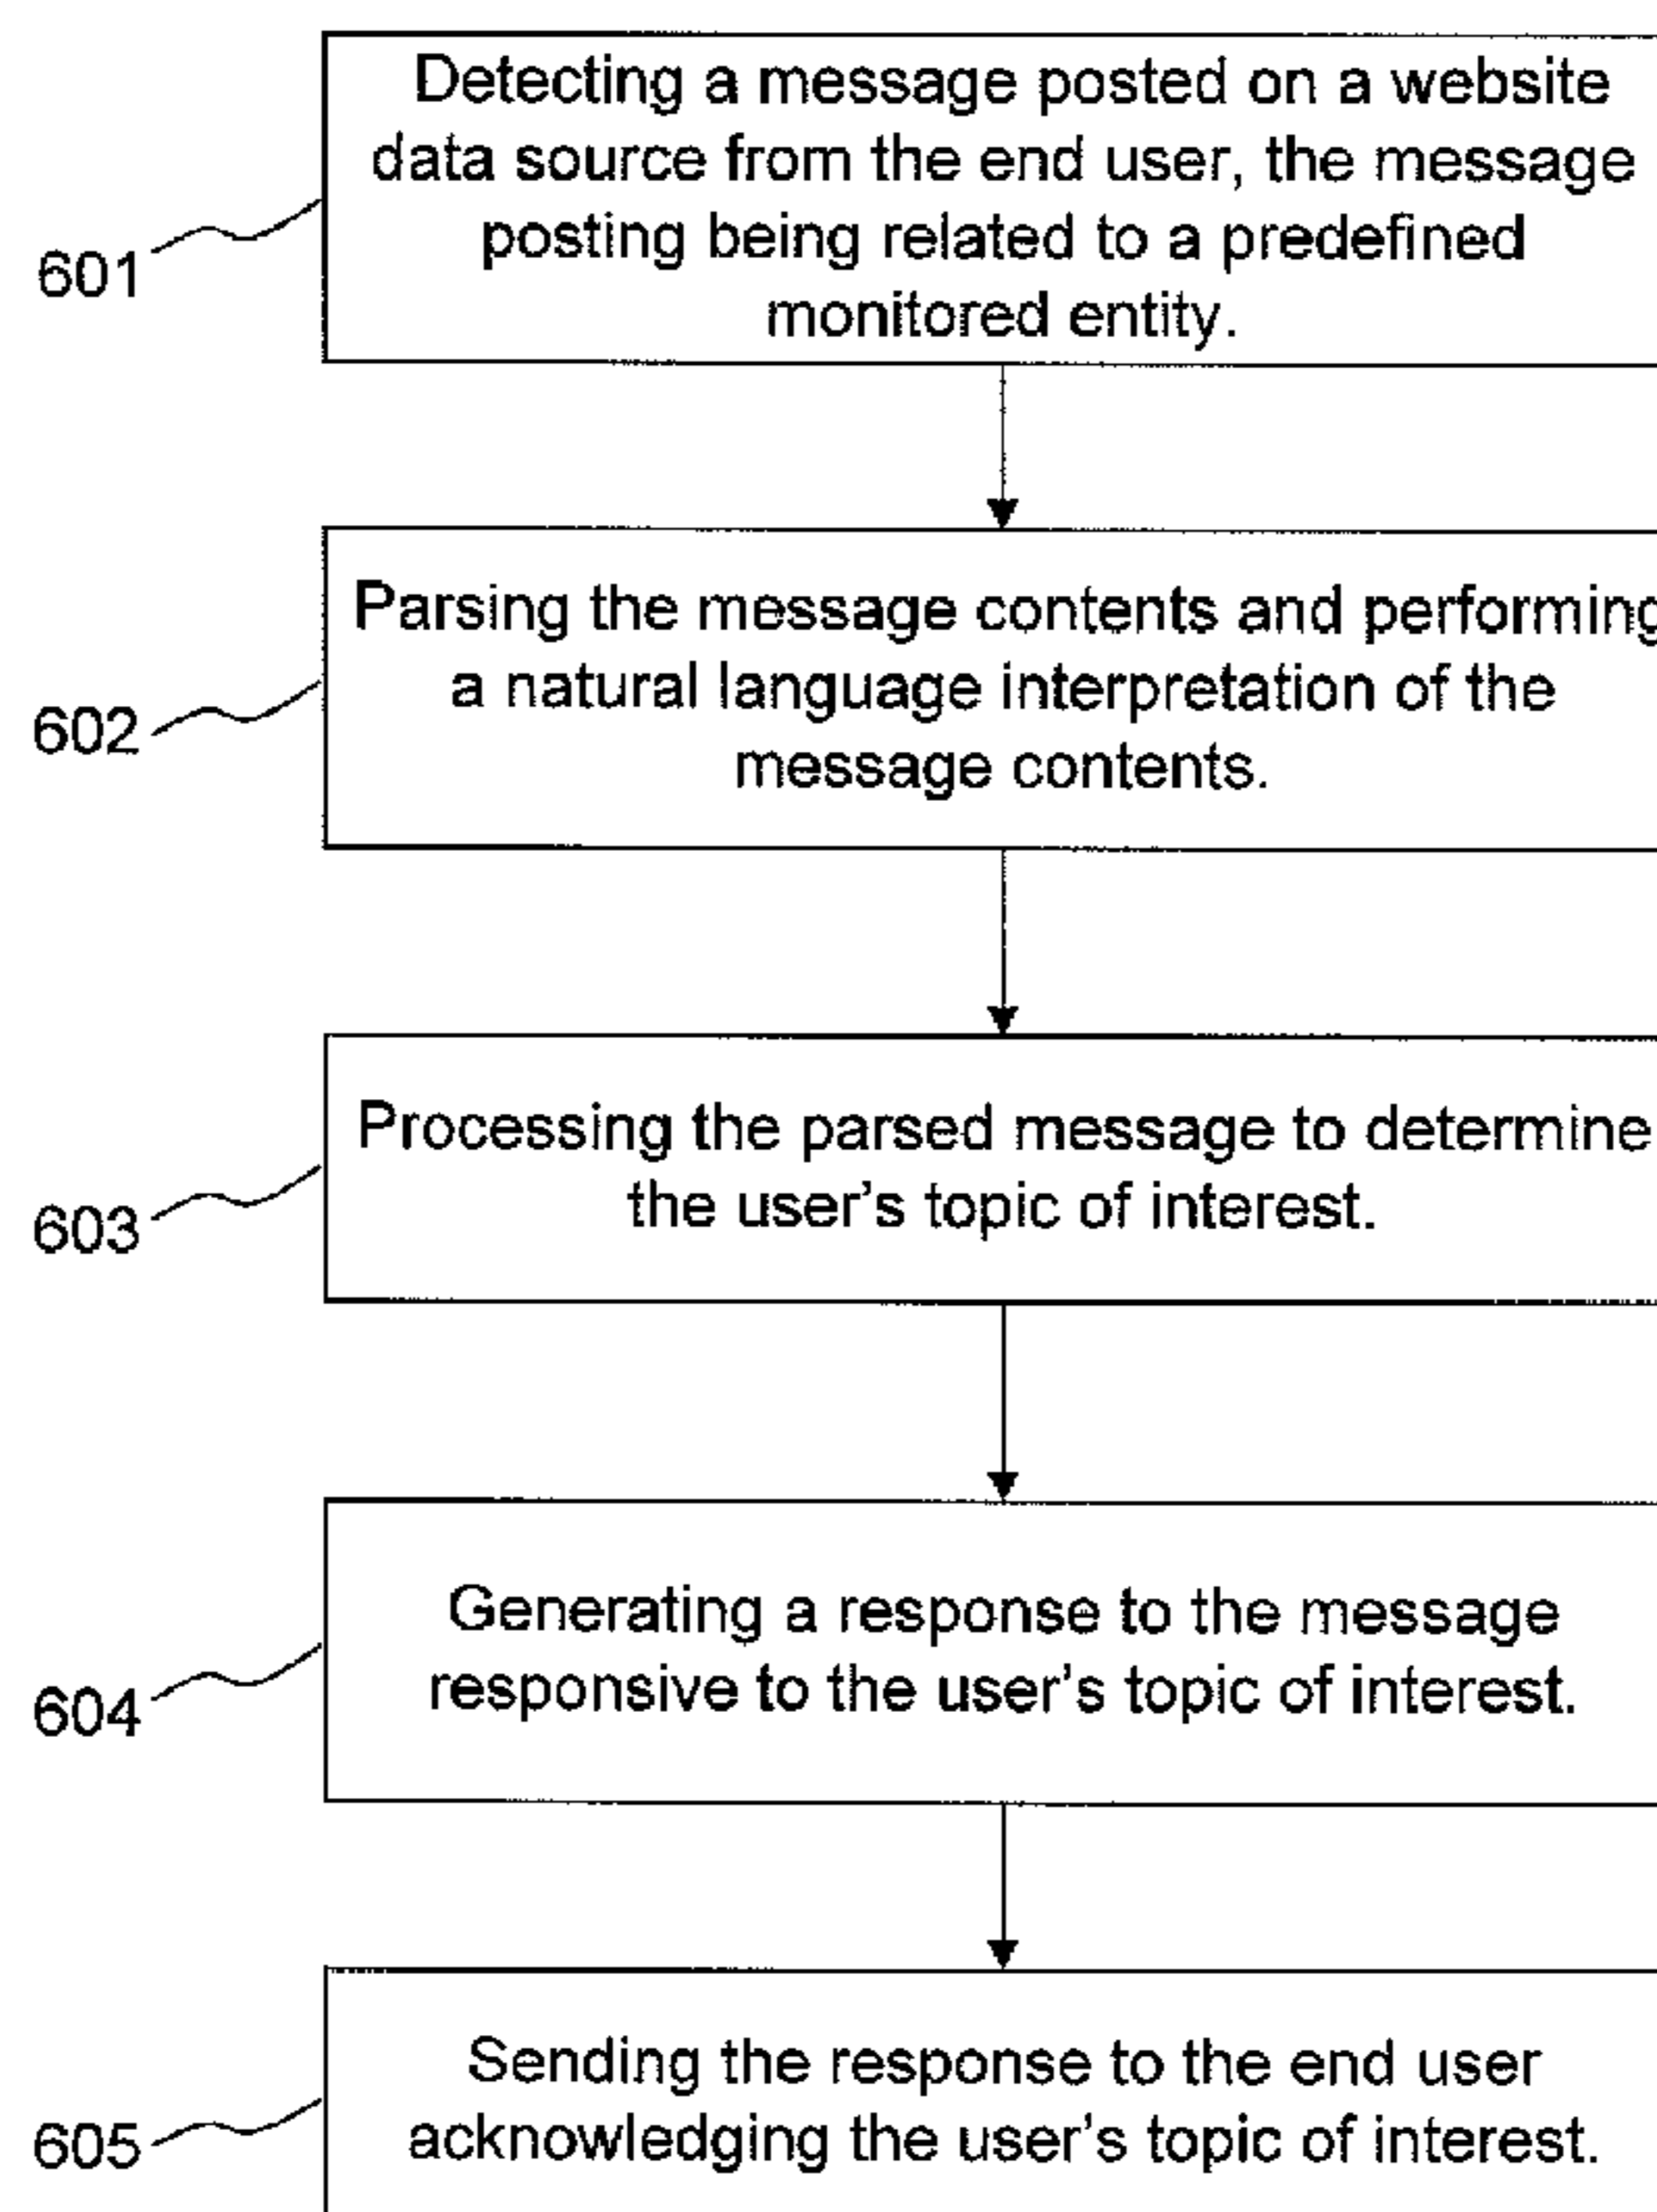 Detecting a message posted on a website
data source from the end user, the message
posting being related to a predefined
monitored entity.
601
Parsing the message contents and performing
a natural language interpretation of the
message contents.
602
Processing the parsed message to determine
the user's topic of interest.
603
Generating a response to the message
responsive to the user's topic of interest.
604
Sending the response to the end user
acknowledging the user's topic of interest.
605